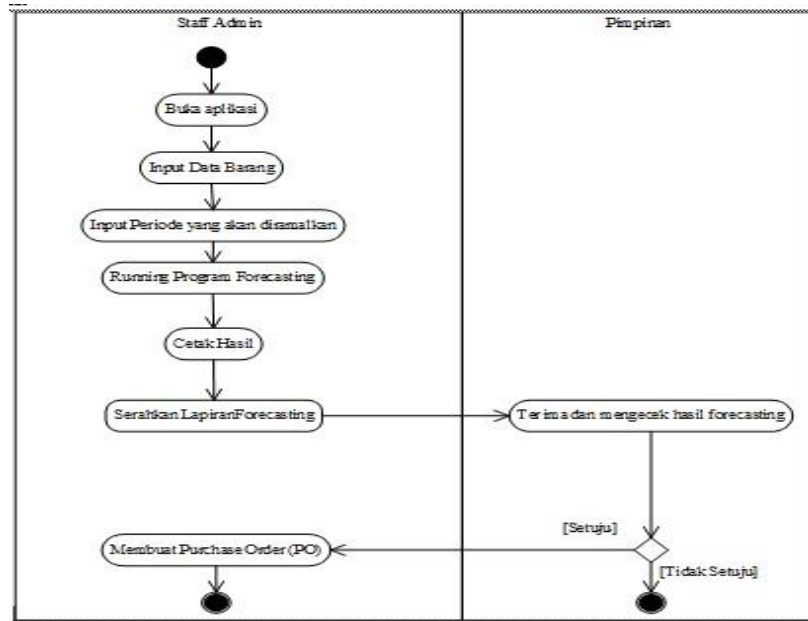 Staff Admin
Pimpinan
Buka aplikasi
Input Data Barang
Input Periode yang akan diramalkan
Running Program Forecasting
Cetak Hasil
Serahkan LapiranForecasting
Terima dan mengecek hasil forecasting
[Setuju]
Membuat Purchase Order (PO)
[Tidak Setuju]